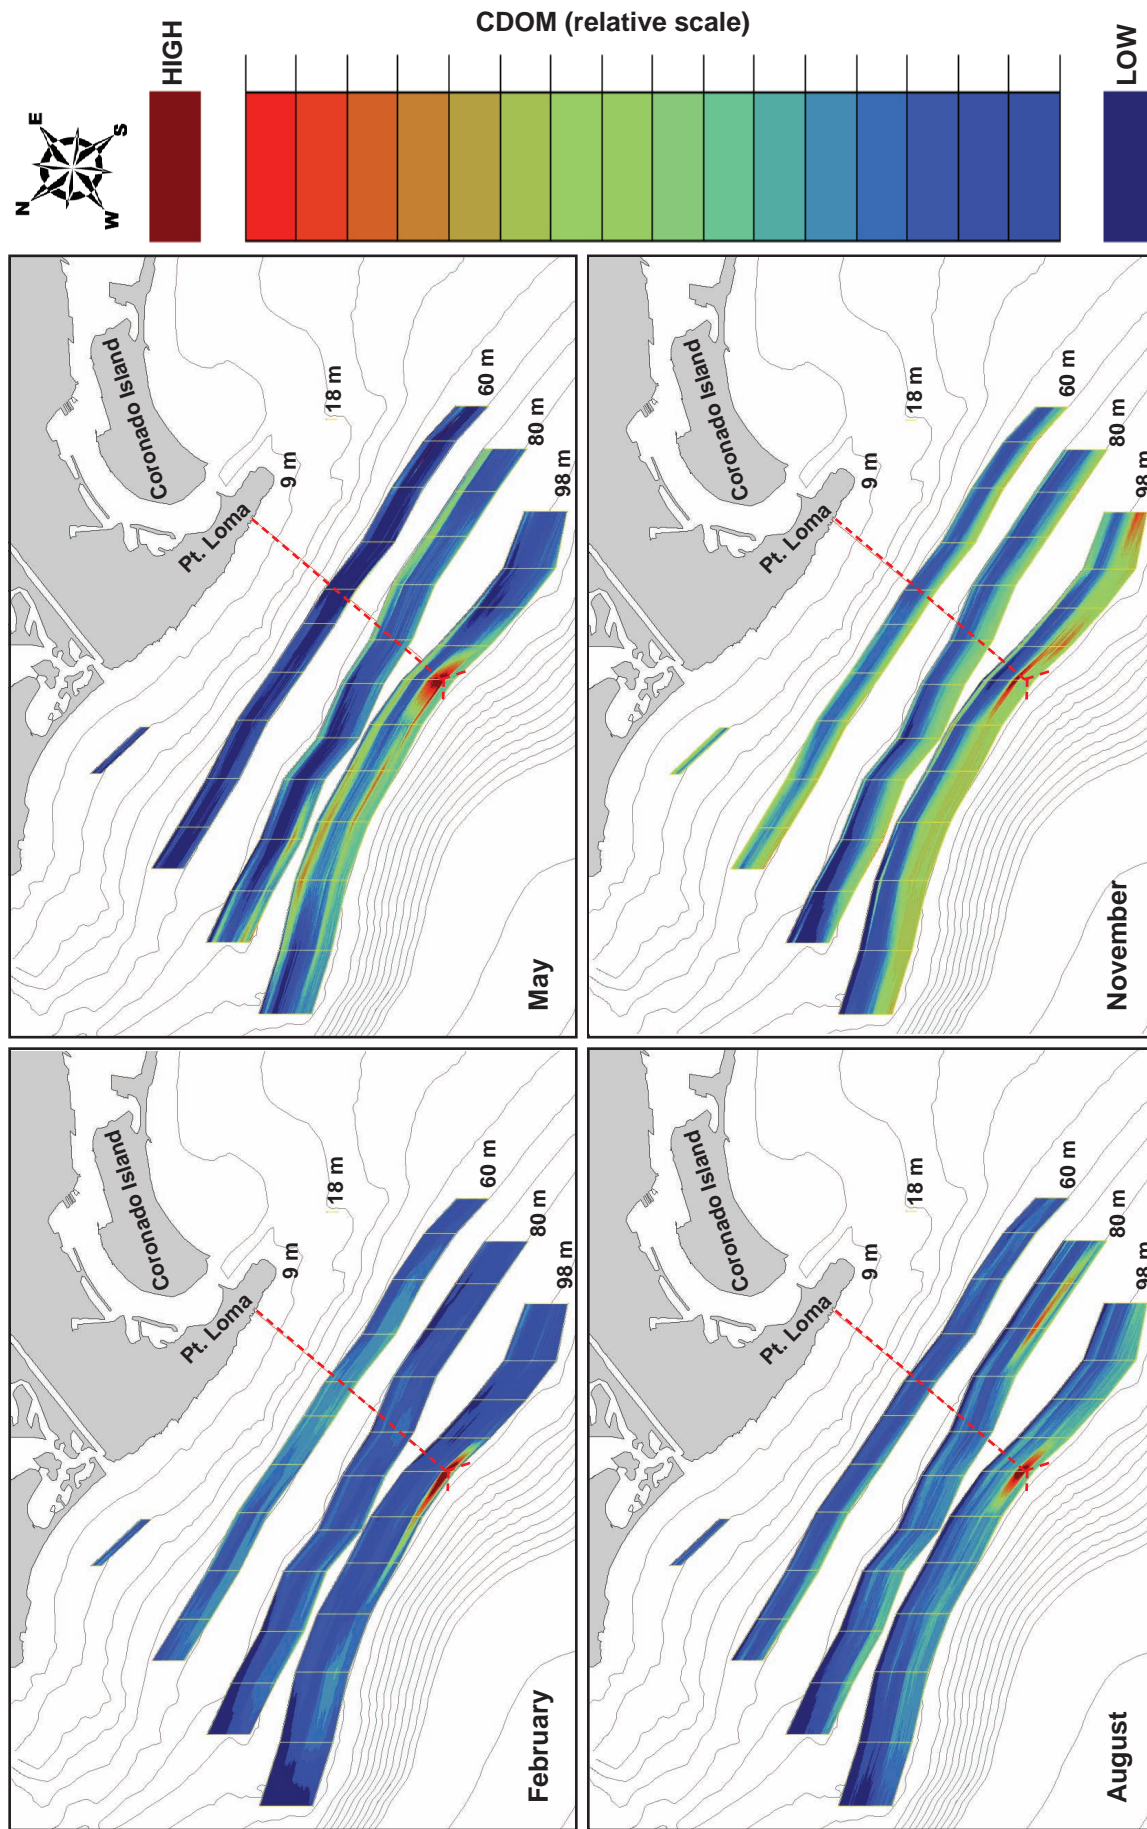 February
Pt. Loma
Coronado Island
9 m
18 m
60 m
80 m
98 m
May
Pt. Loma
Coronado Island
9 m
18 m
60 m
80 m
98 m
N
E
S
W
HIGH
August
Pt. Loma
Coronado Island
9 m
18 m
60 m
80 m
98 m
November
Pt. Loma
Coronado Island
9 m
18 m
60 m
80 m
98 m
CDOM (relative scale)
LOW